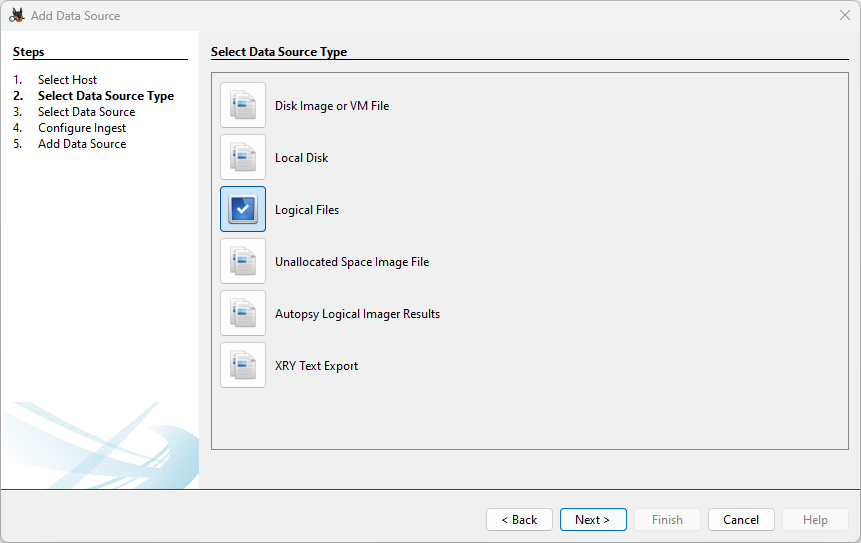 Add Data Source
Steps
1. Select Host
2. Select Data Source Type
3. Select Data Source
4. Configure Ingest
5. Add Data Source
Select Data Source Type
Disk Image or VM File
Local Disk
Logical Files
Unallocated Space Image File
Autopsy Logical Imager Results
XRY Text Export
< Back Next > Finish Cancel Help